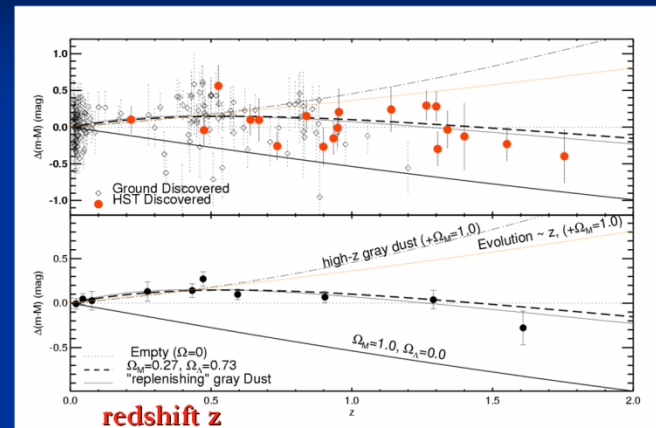 Δ(m-M) (mag)
1.0
0.5
0.0
-0.5
-1.0
Ground Discovered
HST Discovered
Δ(m-M) (mag)
0.5
0.0
-0.5
high-z gray dust (+Ω_M=1.0)
Evolution ~ z, (+Ω_M=1.0)
Empty (Ω=0)
Ω_M=0.27, Ω_Λ=0.73
"replenishing" gray Dust
Ω_M=1.0, Ω_Λ=0.0
0.0 0.5 1.0 1.5 2.0
z
redshift z